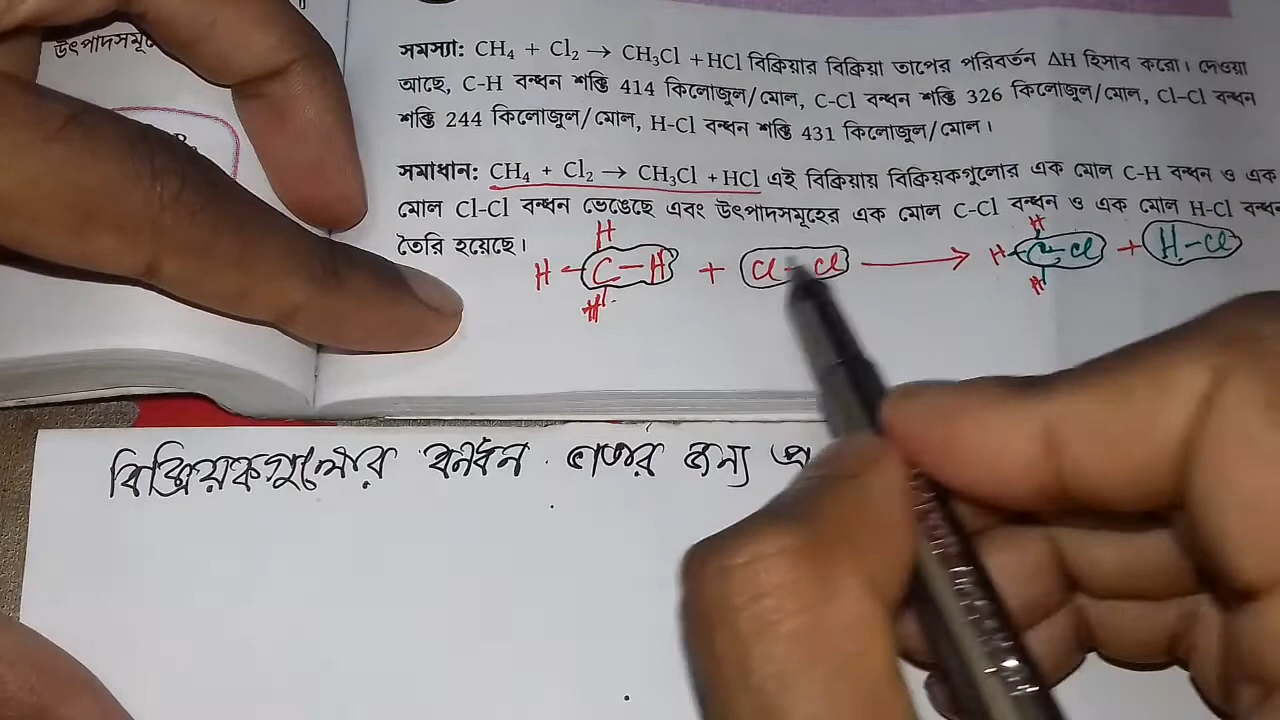 উৎপাদসমূহে
সমস্যা: CH₄ + Cl₂ → CH₃Cl + HCl বিক্রিয়ার বিক্রিয়া তাপের পরিবর্তন ΔH হিসাব করো। দেওয়া
আছে, C-H বন্ধন শক্তি 414 কিলোজুল/মোল, C-Cl বন্ধন শক্তি 326 কিলোজুল/মোল, Cl-Cl বন্ধন
শক্তি 244 কিলোজুল/মোল, H-Cl বন্ধন শক্তি 431 কিলোজুল/মোল।
সমাধান: CH₄ + Cl₂ → CH₃Cl + HCl এই বিক্রিয়ায় বিক্রিয়কগুলোর এক মোল C-H বন্ধন ও এক
মোল Cl-Cl বন্ধন ভেঙেছে এবং উৎপাদসমূহের এক মোল C-Cl বন্ধন ও এক মোল H-Cl বন্ধন
তৈরি হয়েছে।
H H
H – C – H + Cl – Cl → H – C – Cl + H – Cl
H H
বিক্রিয়কগুলোর বন্ধন ভাঙার জন্য